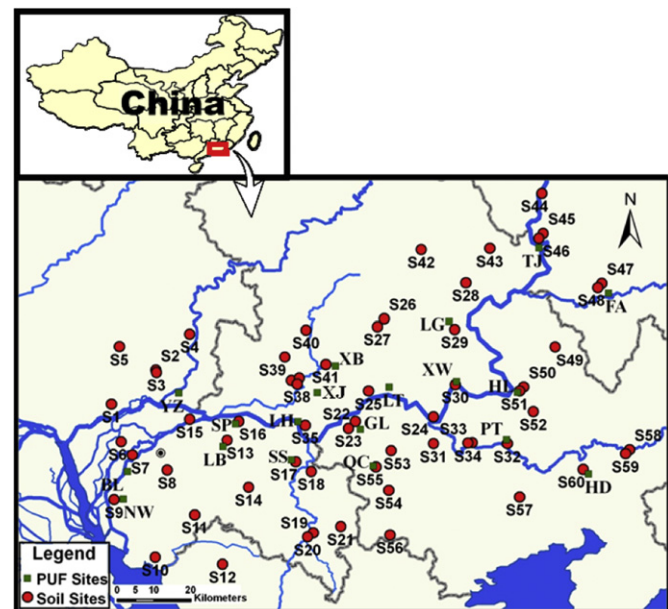 China
N
S44
S45
S46
TJ
S42
S43
S47
S48
FA
S28
S26
S27
LG
S29
S4
S2
S5
S3
S40
S39
S41
XB
S38
XJ
XW
S30
S49
S50
HL
S51
S52
S1
YZ
S25
LT
S22
S24
S33
S15
SP
S16
LH
S35
S23
GL
PT
S6
S7
LB
S13
SS
S17
S18
QC
S55
S53
S31
S34
S32
S58
S59
S60
HD
BL
S8
S9
NW
S14
S54
S57
S11
S19
S20
S21
S56
S10
S12
Legend
PUF Sites
Soil Sites
0 10 20
Kilometers